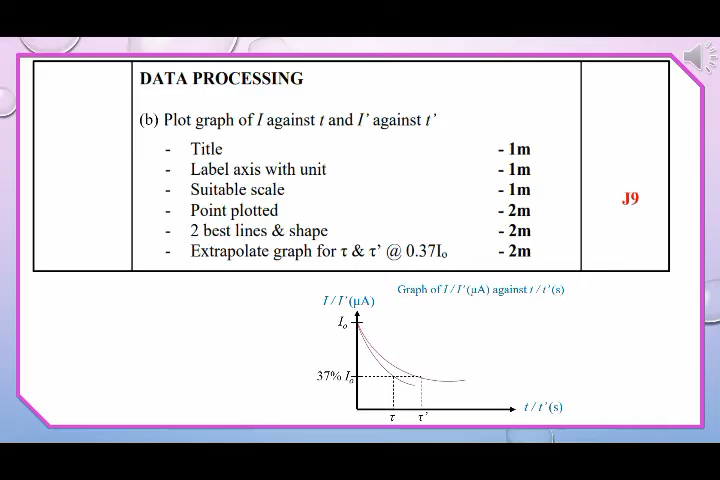 DATA PROCESSING
(b) Plot graph of I against t and I' against t'
- Title - 1m
- Label axis with unit - 1m
- Suitable scale - 1m
- Point plotted - 2m
- 2 best lines & shape - 2m
- Extrapolate graph for τ & τ' @ 0.37Iₒ - 2m
J9
Graph of I / I' (μA) against t / t' (s)
I / I' (μA)
Iₒ
37% Iₒ
t / t' (s)
τ τ'